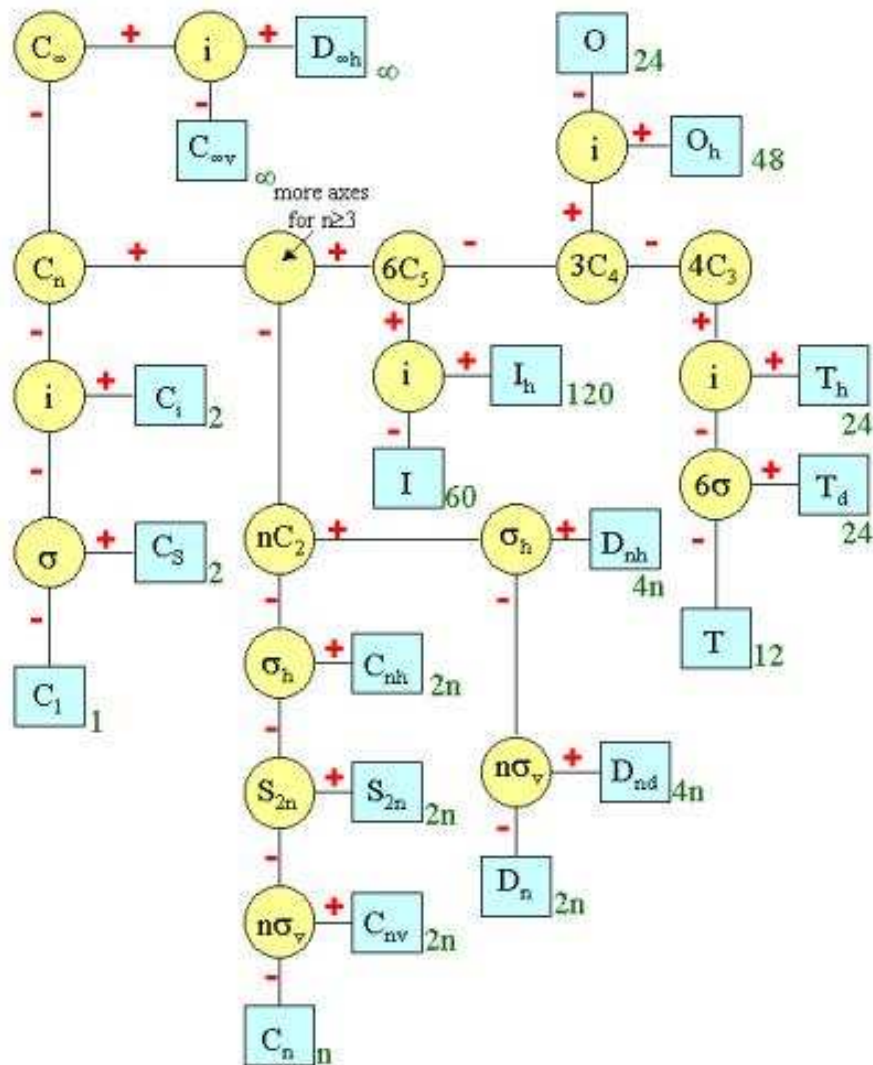 C∞ + i + D∞h ∞
O 24
- - -
C∞v ∞
i + Oh 48
more axes
for n≥3
+
Cn + + 6C5 - 3C4 - 4C3
- - + +
i + Ci 2
i + Ih 120
i + Th 24
- - -
I 60
6σ + Td 24
σ + CS 2
nC2 + σh + Dnh 4n
- - - -
C1 1
σh + Cnh 2n
T 12
-
S2n + S2n 2n
nσv + Dnd 4n
- -
nσv + Cnv 2n
Dn 2n
-
Cn n